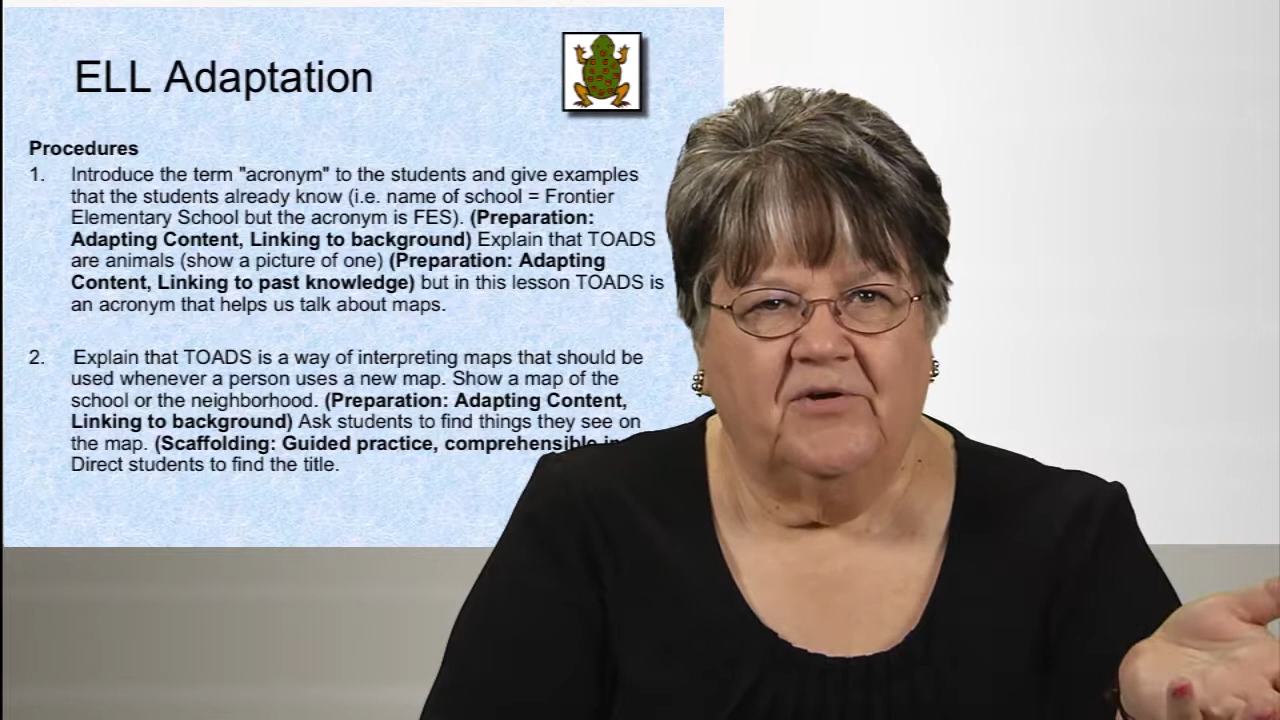 ELL Adaptation
Procedures
1. Introduce the term "acronym" to the students and give examples
that the students already know (i.e. name of school = Frontier
Elementary School but the acronym is FES). (Preparation:
Adapting Content, Linking to background) Explain that TOADS
are animals (show a picture of one) (Preparation: Adapting
Content, Linking to past knowledge) but in this lesson TOADS is
an acronym that helps us talk about maps.
2. Explain that TOADS is a way of interpreting maps that should be
used whenever a person uses a new map. Show a map of the
school or the neighborhood. (Preparation: Adapting Content,
Linking to background) Ask students to find things they see on
the map. (Scaffolding: Guided practice, comprehensible
Direct students to find the title.